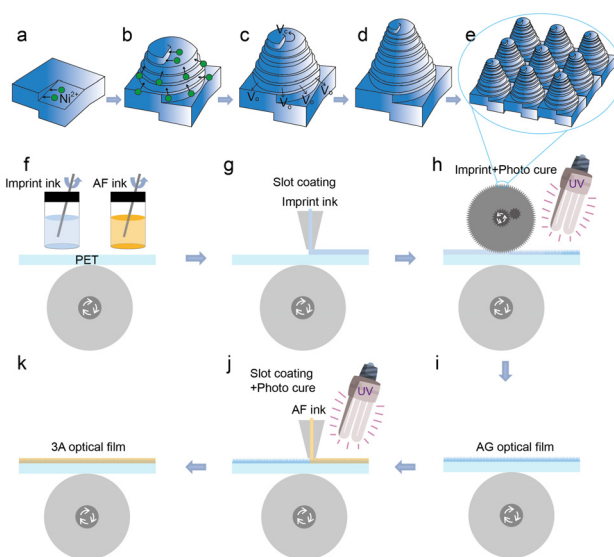 a
b
c
d
e
Ni2+
V
Vo Vo Vo Vo
f
g
h
Imprint ink
AF ink
PET
Slot coating
Imprint ink
Imprint+Photo cure
UV
k
j
i
3A optical film
Slot coating
+Photo cure
AF ink
UV
AG optical film